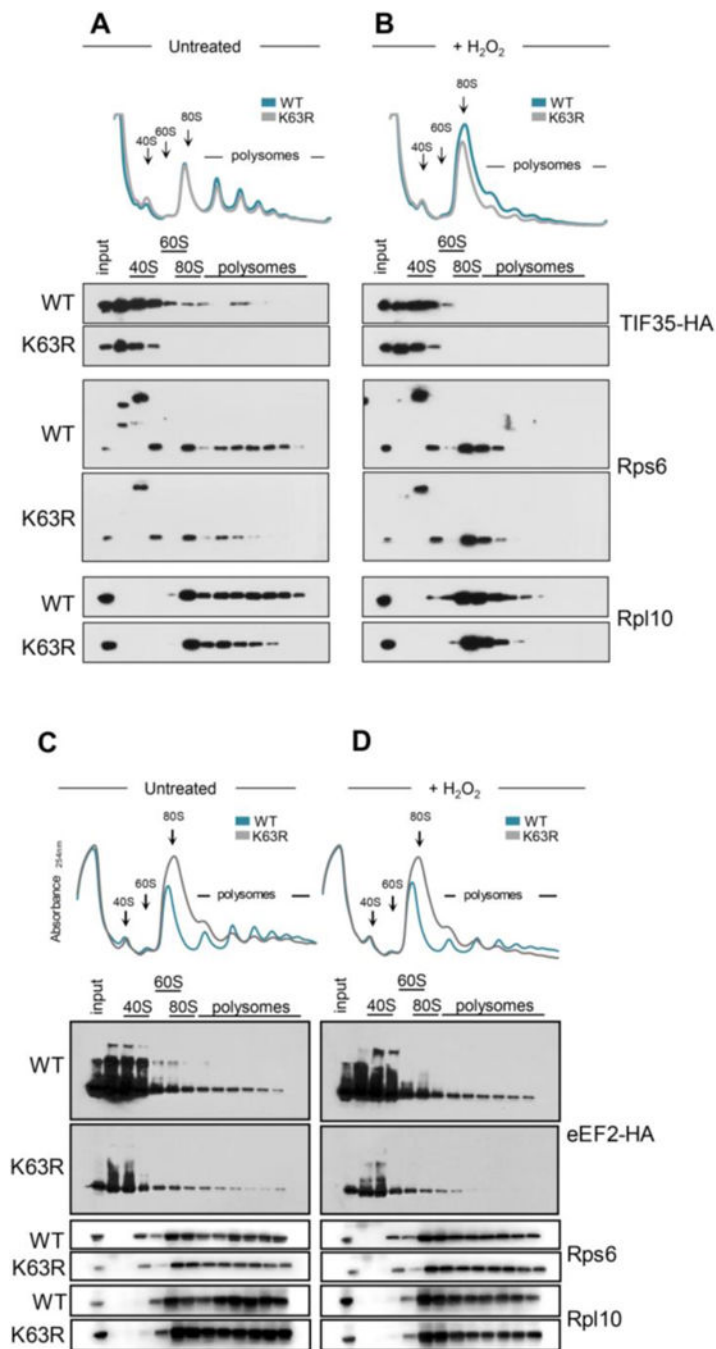 A
B
Untreated
+ H2O2
WT
K63R
40S
60S
80S
polysomes
WT
K63R
40S
60S
80S
polysomes
input
60S
40S
80S
polysomes
input
60S
40S
80S
polysomes
WT
K63R
TIF35-HA
WT
K63R
Rps6
WT
K63R
Rpl10
C
D
Untreated
+ H2O2
WT
K63R
Absorbance 254nm
40S
60S
80S
polysomes
WT
K63R
40S
60S
80S
polysomes
input
60S
40S
80S
polysomes
input
60S
40S
80S
polysomes
WT
K63R
eEF2-HA
WT
K63R
Rps6
WT
K63R
Rpl10